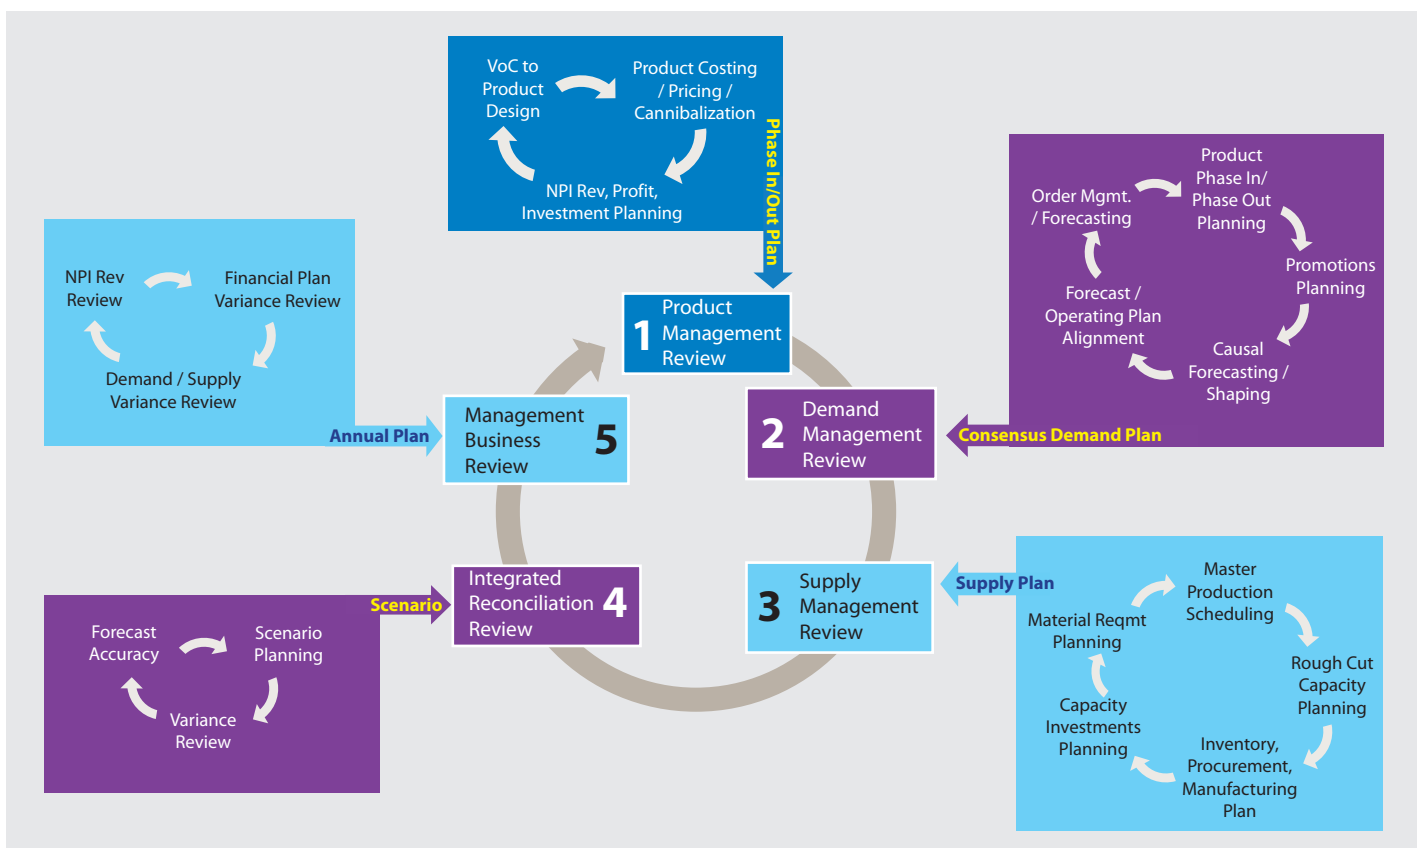 VoC to
Product
Design
Product Costing
/ Pricing /
Cannibalization
NPI Rev, Profit,
Investment Planning
Phase In/Out Plan
1
Product
Management
Review
Order Mgmt.
/ Forecasting
Product
Phase In/
Phase Out
Planning
Promotions
Planning
Causal
Forecasting /
Shaping
Forecast /
Operating Plan
Alignment
Consensus Demand Plan
2
Demand
Management
Review
Material Reqmt
Planning
Master
Production
Scheduling
Rough Cut
Capacity
Planning
Inventory,
Procurement,
Manufacturing
Plan
Capacity
Investments
Planning
Supply Plan
3
Supply
Management
Review
Forecast
Accuracy
Scenario
Planning
Variance
Review
Scenario
Integrated
Reconciliation
Review
4
NPI Rev
Review
Financial Plan
Variance Review
Demand / Supply
Variance Review
Annual Plan
Management
Business
Review
5